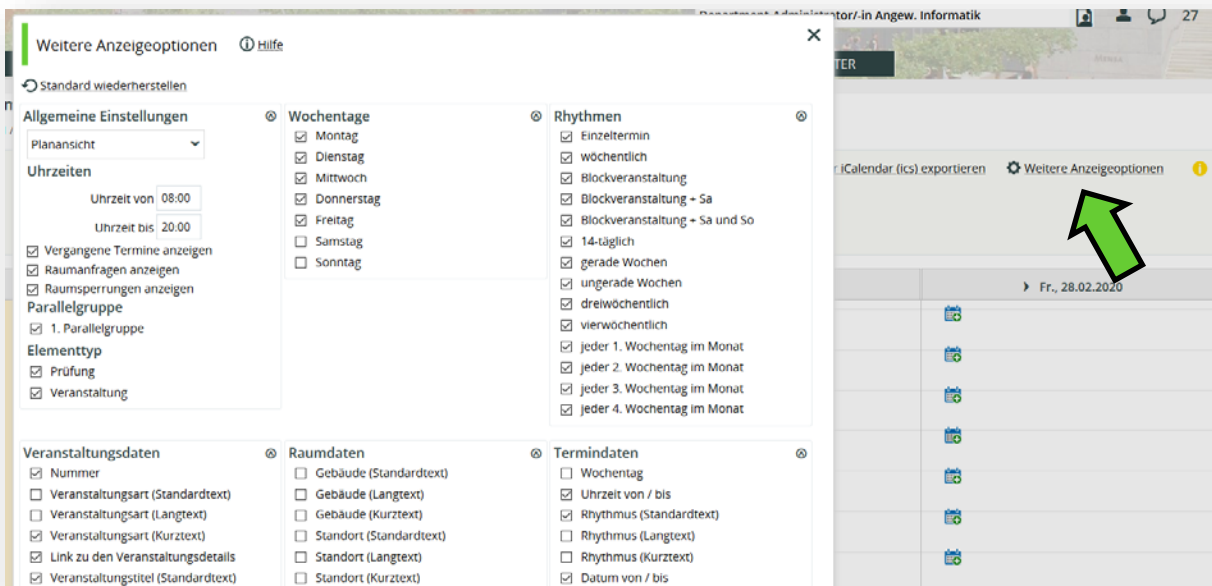 Department Administrator/-in Angew. Informatik
27
Weitere Anzeigeoptionen
Hilfe
TER
Standard wiederherstellen
Allgemeine Einstellungen
Planansicht
Uhrzeiten
Uhrzeit von 08:00
Uhrzeit bis 20:00
Vergangene Termine anzeigen
Raumanfragen anzeigen
Raumsperrungen anzeigen
Parallelgruppe
1. Parallelgruppe
Elementtyp
Prüfung
Veranstaltung
Wochentage
Montag
Dienstag
Mittwoch
Donnerstag
Freitag
Samstag
Sonntag
Rhythmen
Einzeltermin
wöchentlich
Blockveranstaltung
Blockveranstaltung + Sa
Blockveranstaltung + Sa und So
14-täglich
gerade Wochen
ungerade Wochen
dreiwöchentlich
vierwöchentlich
jeder 1. Wochentag im Monat
jeder 2. Wochentag im Monat
jeder 3. Wochentag im Monat
jeder 4. Wochentag im Monat
r iCalendar (ics) exportieren
Weitere Anzeigeoptionen
Fr., 28.02.2020
Veranstaltungsdaten
Nummer
Veranstaltungsart (Standardtext)
Veranstaltungsart (Langtext)
Veranstaltungsart (Kurztext)
Link zu den Veranstaltungsdetails
Veranstaltungstitel (Standardtext)
Raumdaten
Gebäude (Standardtext)
Gebäude (Langtext)
Gebäude (Kurztext)
Standort (Standardtext)
Standort (Langtext)
Standort (Kurztext)
Termindaten
Wochentag
Uhrzeit von / bis
Rhythmus (Standardtext)
Rhythmus (Langtext)
Rhythmus (Kurztext)
Datum von / bis